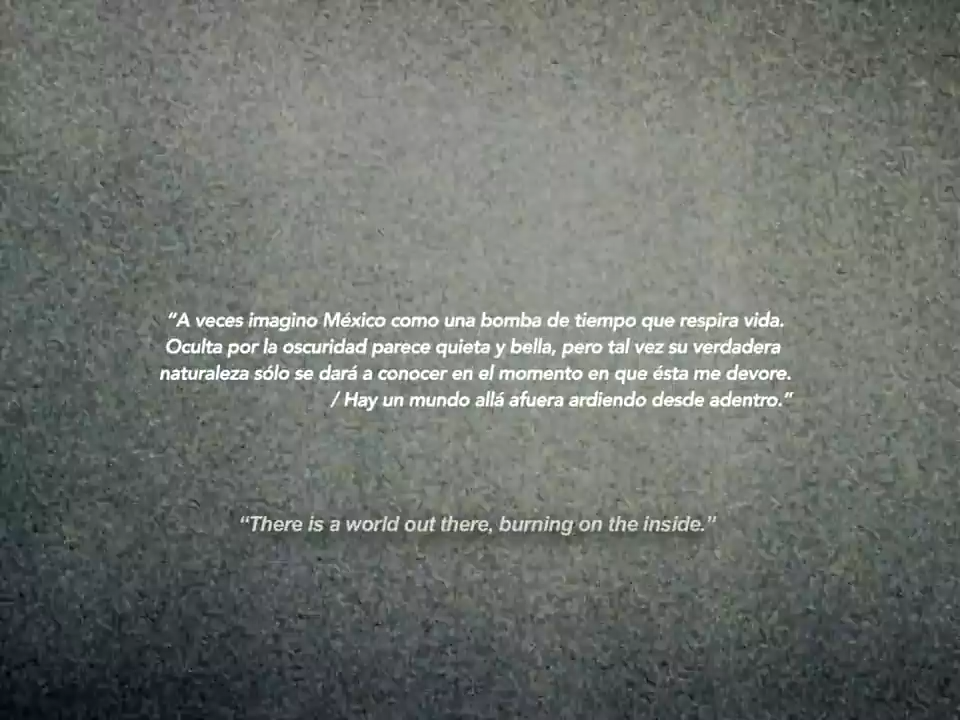 “A veces imagino México como una bomba de tiempo que respira vida.
Oculta por la oscuridad parece quieta y bella, pero tal vez su verdadera
naturaleza sólo se dará a conocer en el momento en que ésta me devore.
/ Hay un mundo allá afuera ardiendo desde adentro.”
“There is a world out there, burning on the inside.”